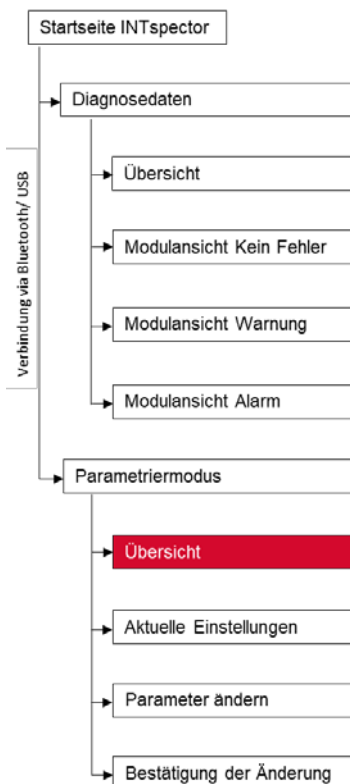 Startseite INTspector
Diagnosedaten
Übersicht
Verbindung via Bluetooth/ USB
Modulansicht Kein Fehler
Modulansicht Warnung
Modulansicht Alarm
Parametriermodus
Übersicht
Aktuelle Einstellungen
Parameter ändern
Bestätigung der Änderung